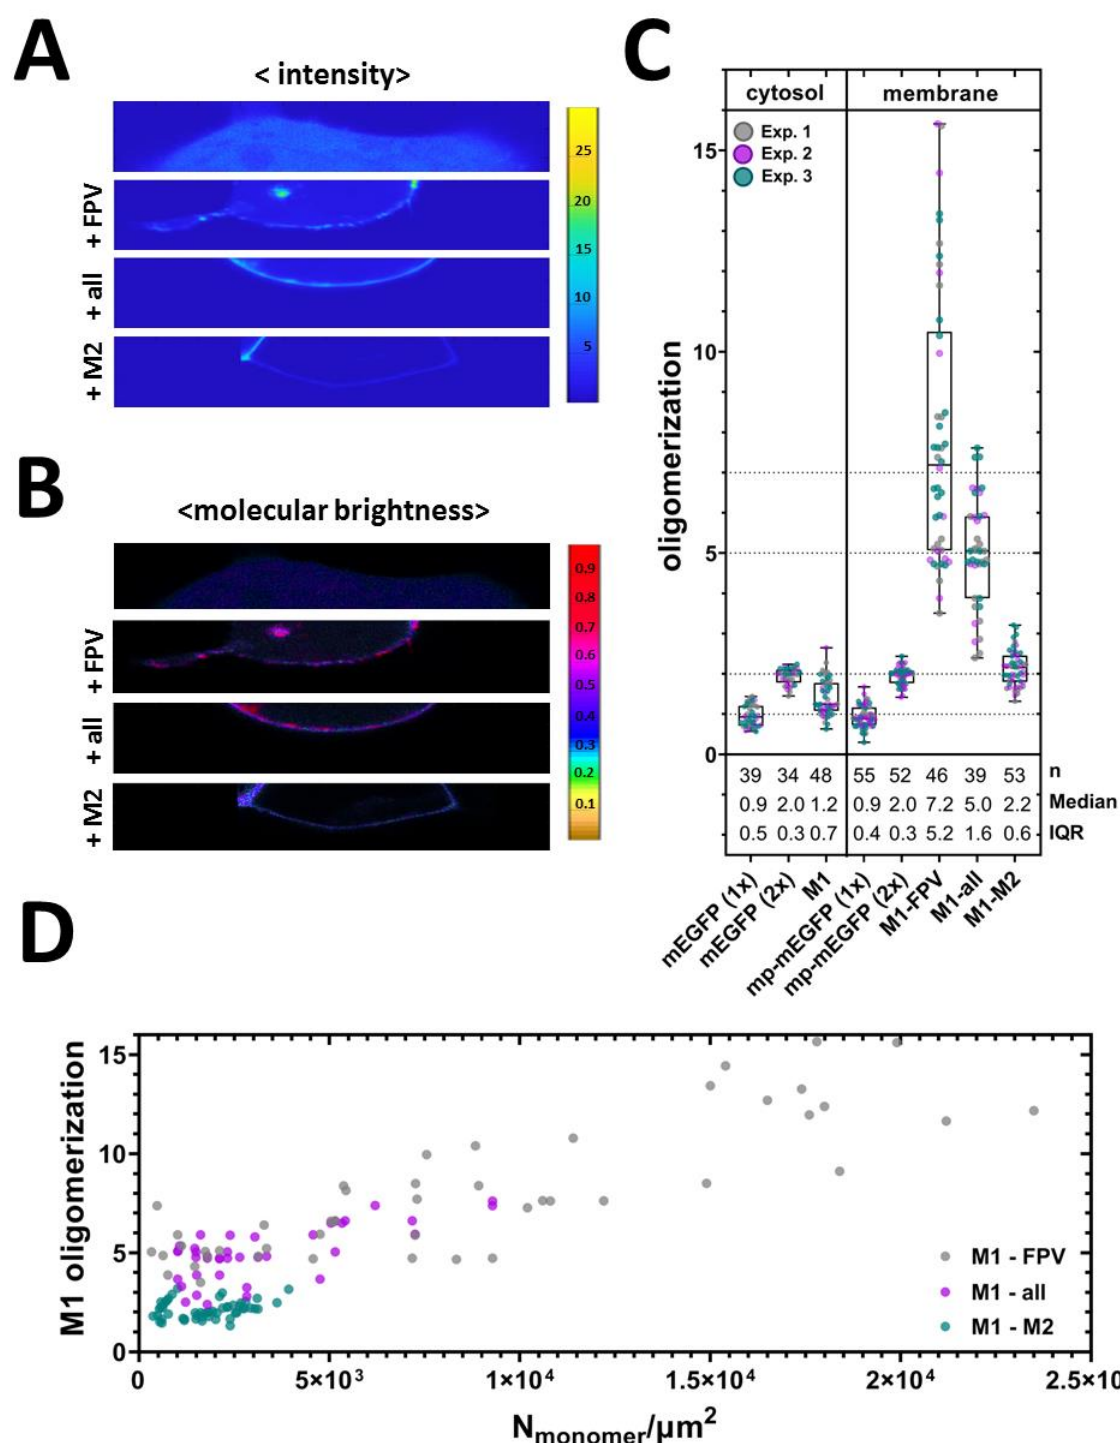 A
< intensity>
+ FPV
+ all
+ M2
25
20
15
10
5
B
<molecular brightness>
+ FPV
+ all
+ M2
0.9
0.8
0.7
0.6
0.5
0.4
0.3
0.2
0.1
C
cytosol membrane
Exp. 1
Exp. 2
Exp. 3
oligomerization
15
10
5
0
39 34 48 55 52 46 39 53 n
0.9 2.0 1.2 0.9 2.0 7.2 5.0 2.2 Median
0.5 0.3 0.7 0.4 0.3 5.2 1.6 0.6 IQR
mEGFP (1x)
mEGFP (2x)
M1
mp-mEGFP (1x)
mp-mEGFP (2x)
M1-FPV
M1-all
M1-M2
D
M1 oligomerization
15
10
5
0
M1 - FPV
M1 - all
M1 - M2
0 5×10³ 1×10⁴ 1.5×10⁴ 2×10⁴ 2.5×10
Nmonomer/µm²